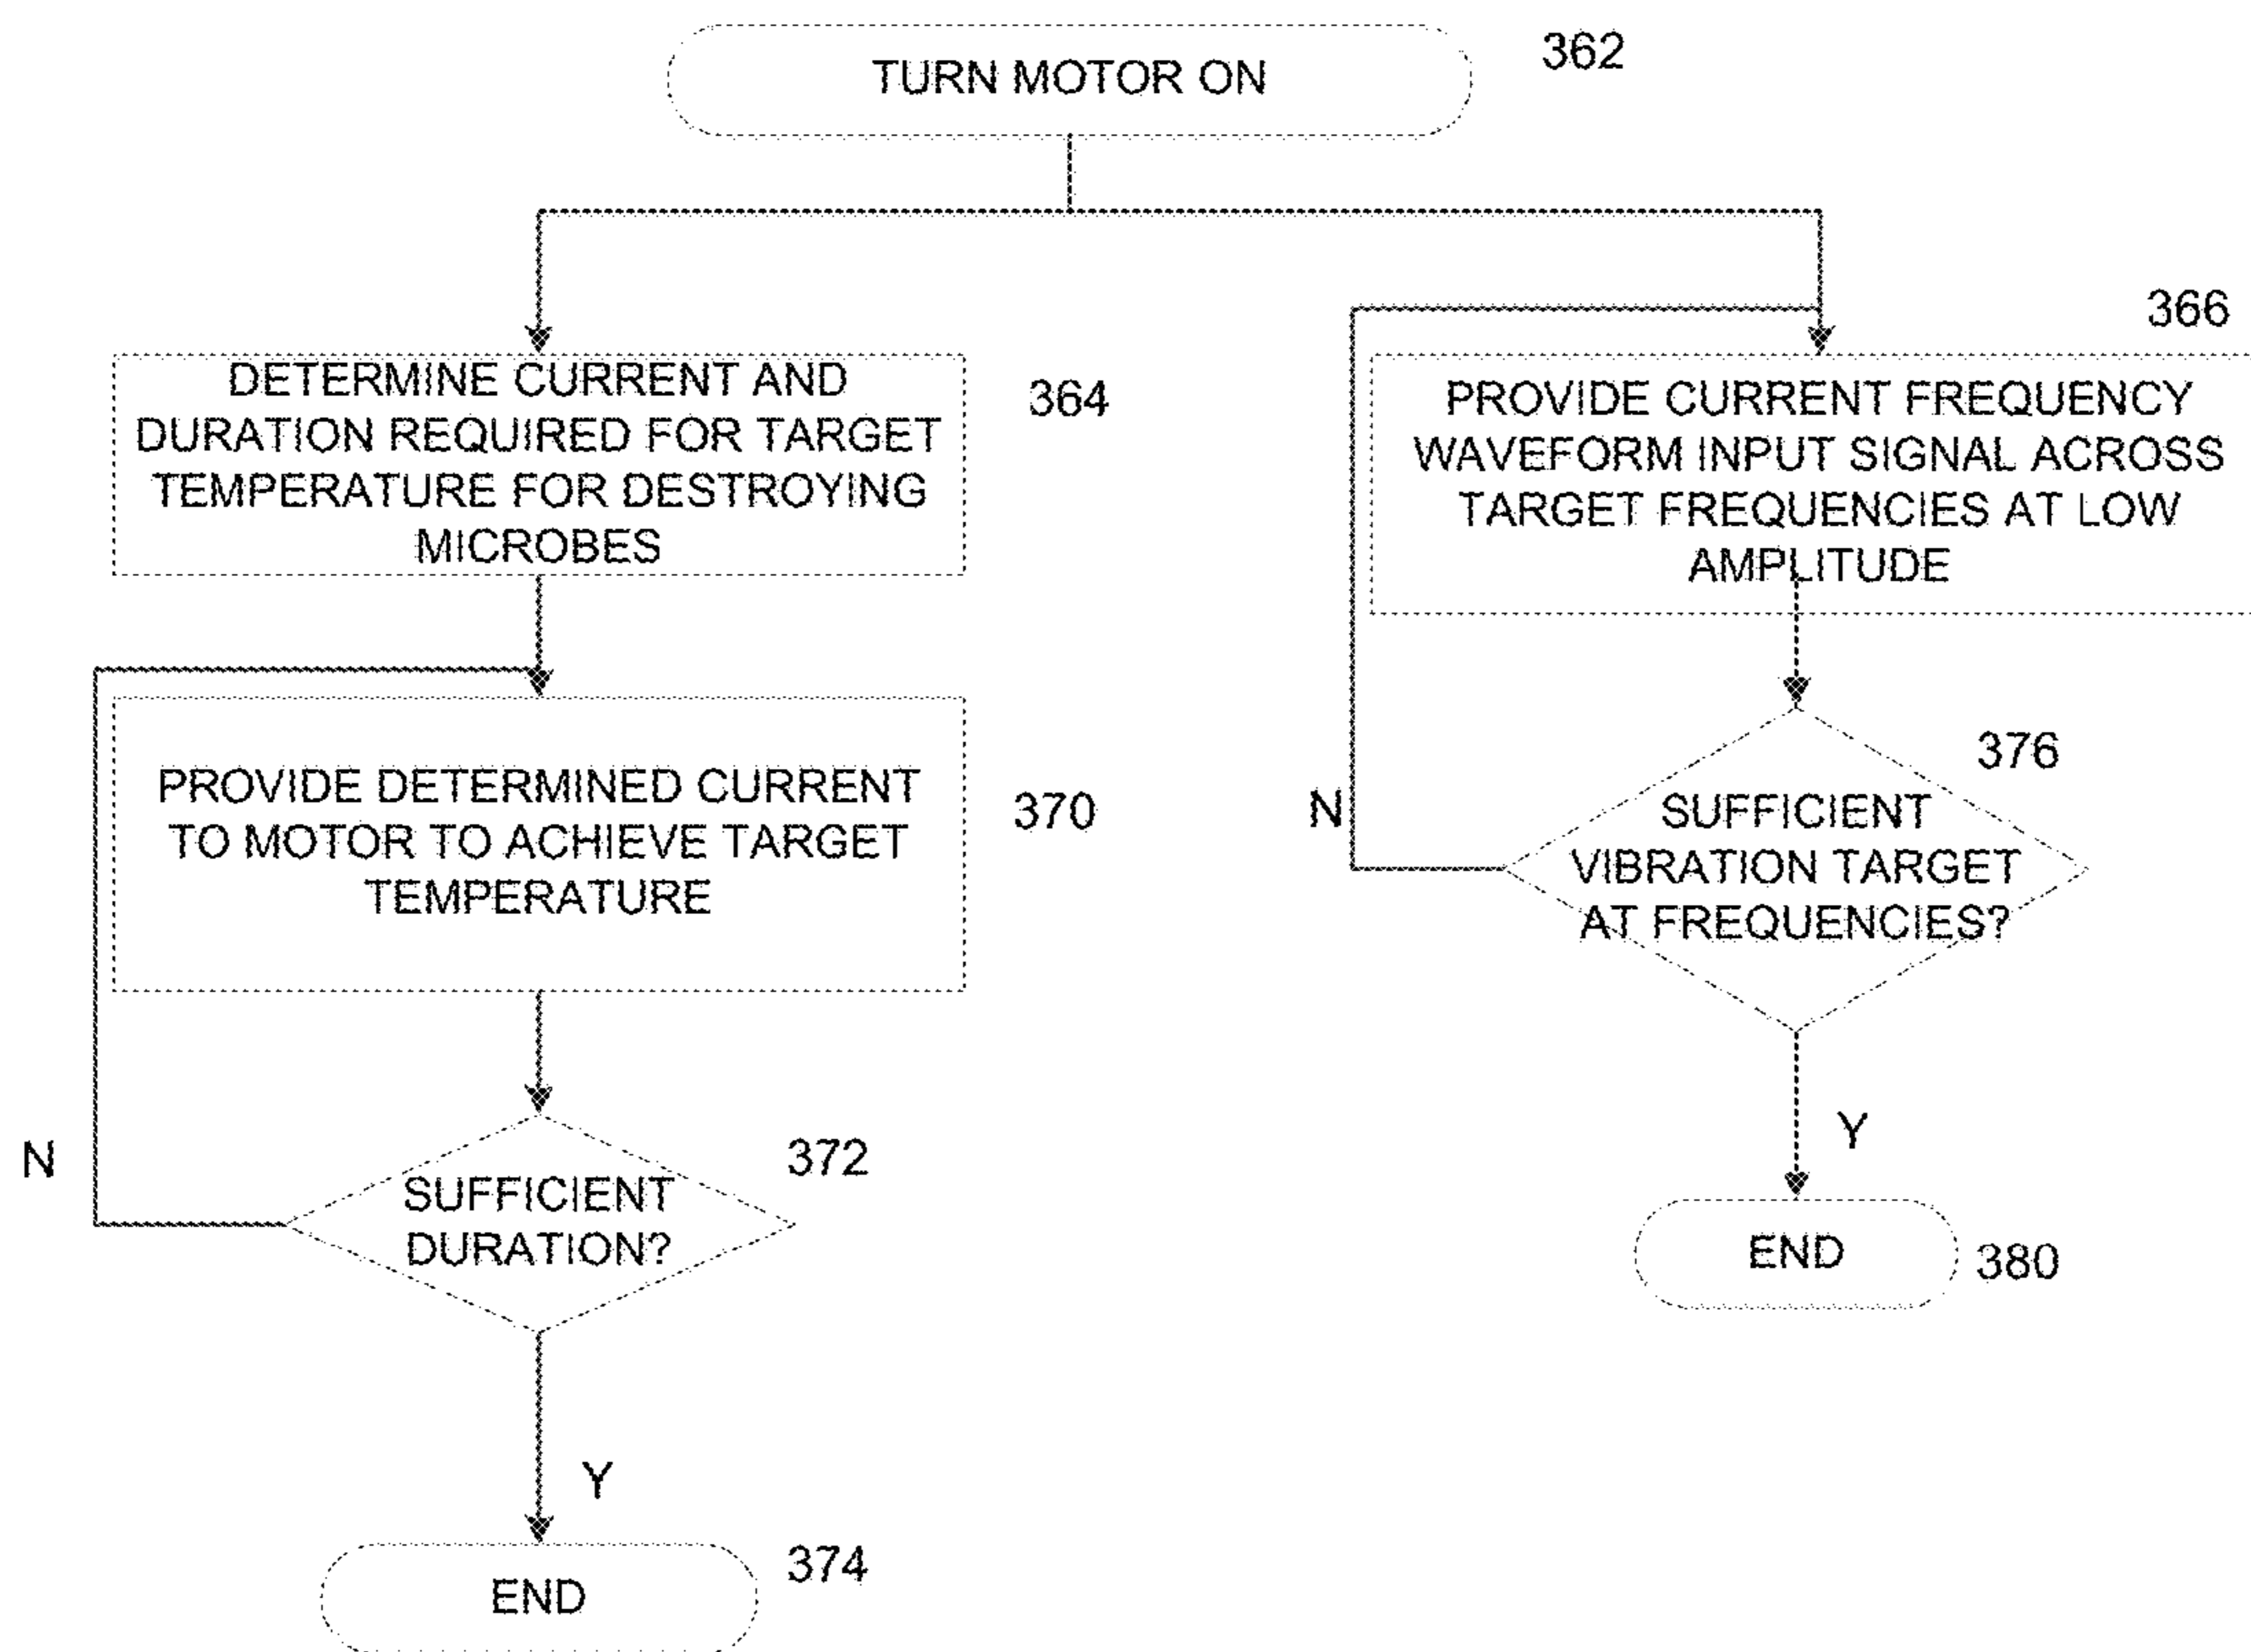 TURN MOTOR ON
362
DETERMINE CURRENT AND
DURATION REQUIRED FOR TARGET
TEMPERATURE FOR DESTROYING
MICROBES
364
PROVIDE DETERMINED CURRENT
TO MOTOR TO ACHIEVE TARGET
TEMPERATURE
370
N
SUFFICIENT
DURATION?
372
Y
END
374
366
PROVIDE CURRENT FREQUENCY
WAVEFORM INPUT SIGNAL ACROSS
TARGET FREQUENCIES AT LOW
AMPLITUDE
376
N
SUFFICIENT
VIBRATION TARGET
AT FREQUENCIES?
Y
END
380